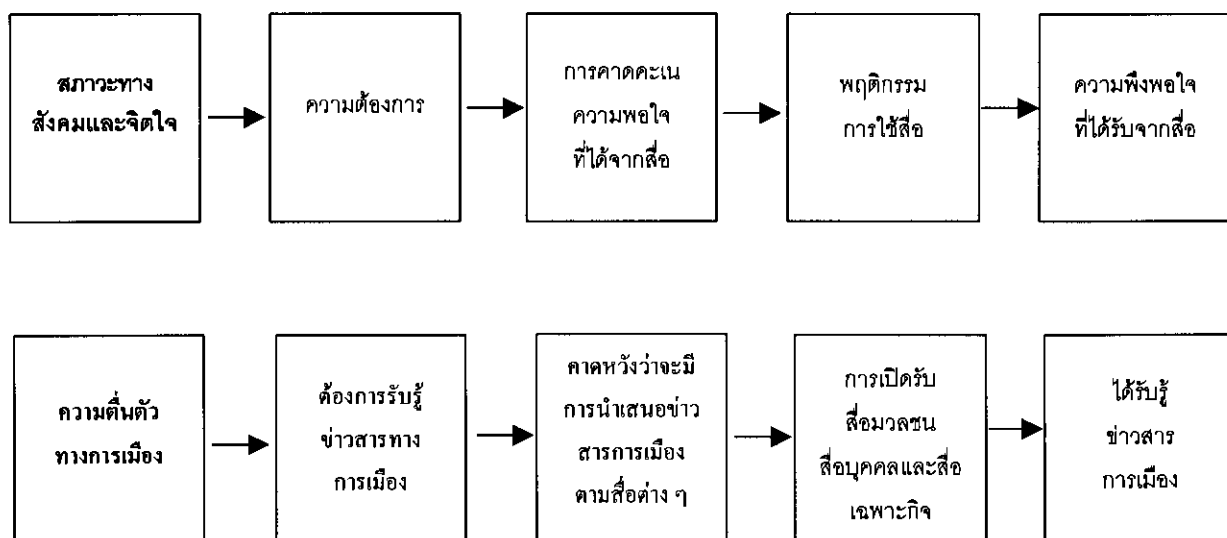 สภาวะทาง
สังคมและจิตใจ
ความต้องการ
การคาดคะเน
ความพอใจ
ที่ได้จากสื่อ
พฤติกรรม
การใช้สื่อ
ความพึงพอใจ
ที่ได้รับจากสื่อ
ความตื่นตัว
ทางการเมือง
ต้องการรับรู้
ข่าวสารทาง
การเมือง
คาดหวังว่าจะมี
การนำเสนอข่าว
สารการเมือง
ตามสื่อต่าง ๆ
การเปิดรับ
สื่อมวลชน
สื่อบุคคลและสื่อ
เฉพาะกิจ
ได้รับรู้
ข่าวสาร
การเมือง